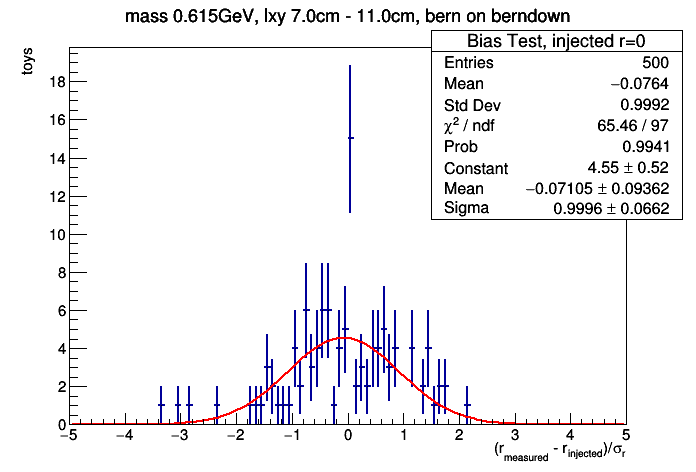 mass 0.615GeV, lxy 7.0cm - 11.0cm, bern on berndown
Bias Test, injected r=0
Entries 500
Mean −0.0764
Std Dev 0.9992
χ² / ndf 65.46 / 97
Prob 0.9941
Constant 4.55 ± 0.52
Mean −0.07105 ± 0.09362
Sigma 0.9996 ± 0.0662
toys
18
16
14
12
10
8
6
4
2
0
−5 −4 −3 −2 −1 0 1 2 3 4 5
(r_measured - r_injected)/σ_r